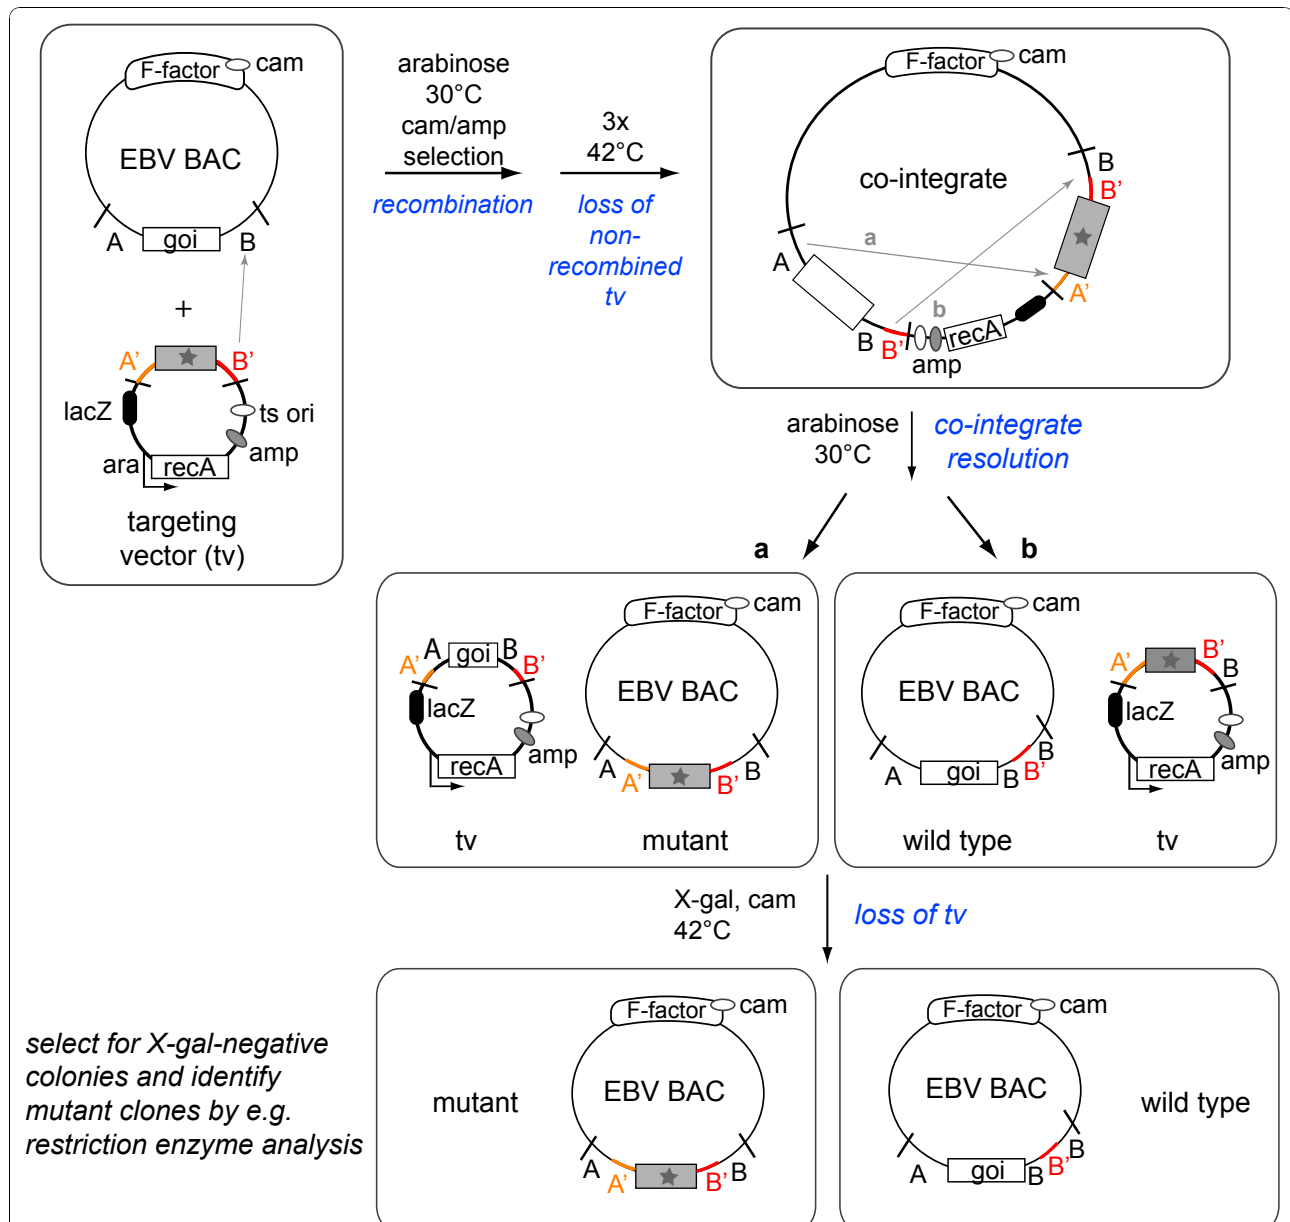 F-factor
cam
EBV BAC
A
goi
B
+
A’
B’
lacZ
ts ori
amp
ara
recA
targeting
vector (tv)
arabinose
30°C
cam/amp
selection
recombination
3x
42°C
loss of
non-
recombined
tv
F-factor
cam
co-integrate
B
B’
a
A
A’
b
B
B’
recA
amp
arabinose
30°C
co-integrate
resolution
a
b
A
goi
B
A’
B’
lacZ
amp
recA
tv
F-factor
cam
EBV BAC
A
A’
B’
B
mutant
F-factor
cam
EBV BAC
A
goi
B
B’
B
wild type
A’
B’
B
lacZ
amp
recA
tv
X-gal, cam
42°C
loss of tv
select for X-gal-negative
colonies and identify
mutant clones by e.g.
restriction enzyme analysis
mutant
F-factor
cam
EBV BAC
A
A’
B’
B
F-factor
cam
EBV BAC
A
goi
B
B’
B
wild type